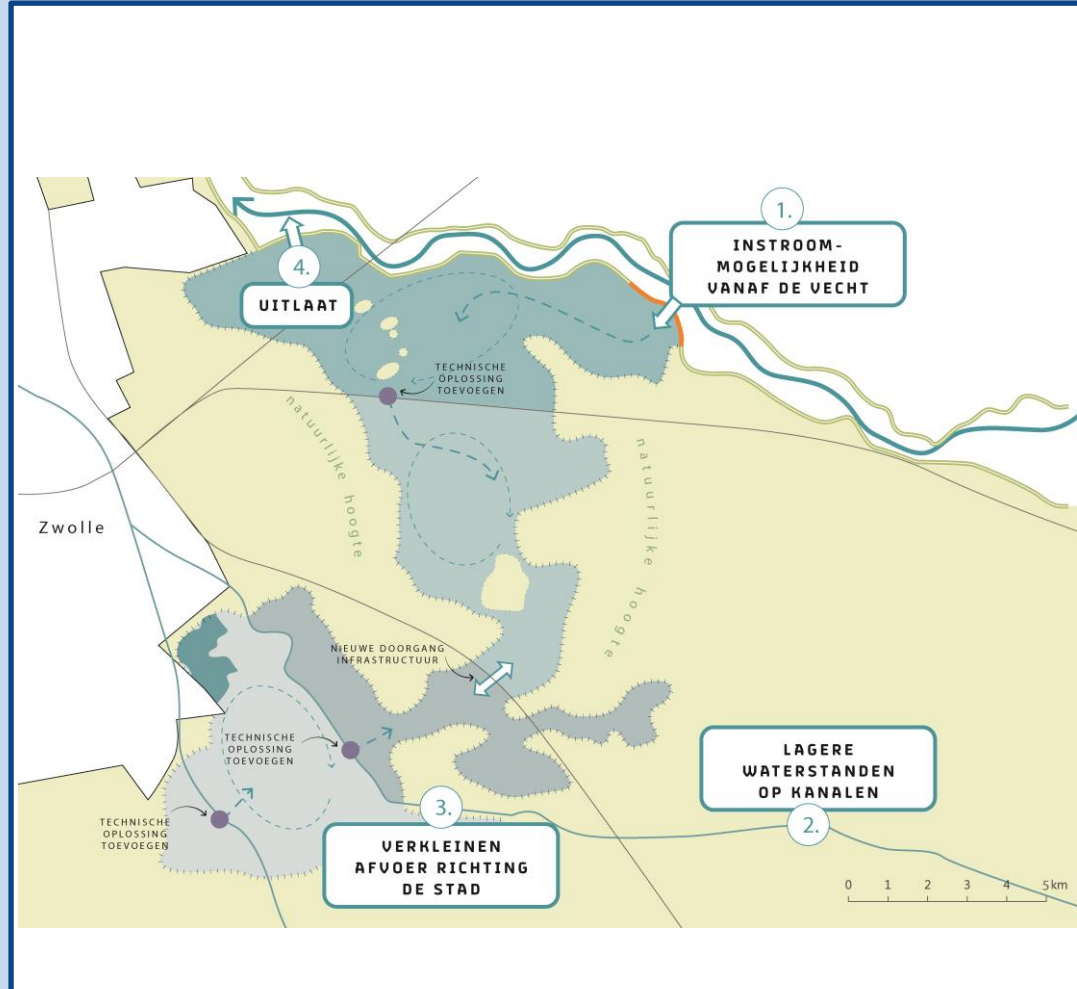 1.
INSTROOM-
MOGELIJKHEID
VANAF DE VECHT
4.
UITLAAT
TECHNISCHE
OPLOSSING
TOEVOEGEN
natuurlijke hoogte
natuurlijke hoogte
Zwolle
NIEUWE DOORGANG
INFRASTRUCTUUR
TECHNISCHE
OPLOSSING
TOEVOEGEN
LAGERE
WATERSTANDEN
OP KANALEN
2.
TECHNISCHE
OPLOSSING
TOEVOEGEN
3.
VERKLEINEN
AFVOER RICHTING
DE STAD
0 1 2 3 4 5 km